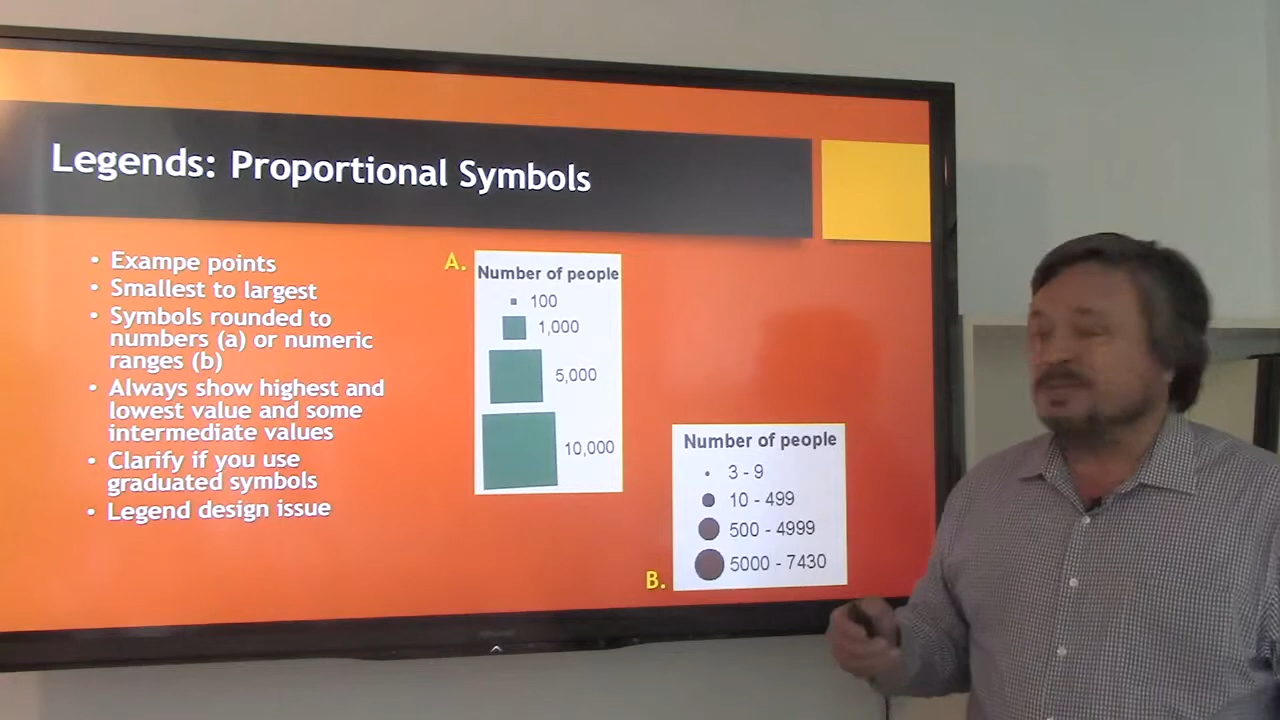 Legends: Proportional Symbols
• Exampe points
• Smallest to largest
• Symbols rounded to
numbers (a) or numeric
ranges (b)
• Always show highest and
lowest value and some
intermediate values
• Clarify if you use
graduated symbols
• Legend design issue
A.
Number of people
100
1,000
5,000
10,000
B.
Number of people
3 - 9
10 - 499
500 - 4999
5000 - 7430